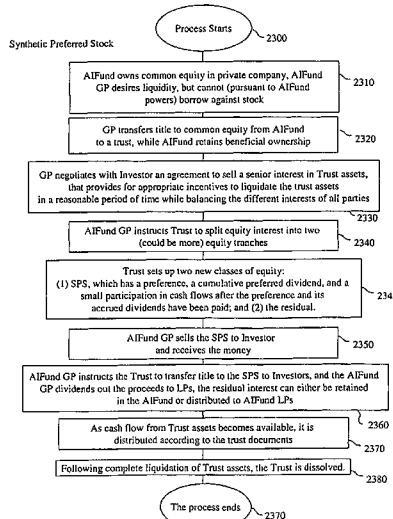 Process Starts
2300
Synthetic Preferred Stock
AIFund owns common equity in private company, AIFund
GP desires liquidity, but cannot (pursuant to AIFund
powers) borrow against stock
2310
GP transfers title to common equity from AIFund
to a trust, while AIFund retains beneficial ownership
2320
GP negotiates with Investor an agreement to sell a senior interest in Trust assets,
that provides for appropriate incentives to liquidate the trust assets
in a reasonable period of time while balancing the different interests of all parties
2330
AIFund GP instructs Trust to split equity interest into two
(could be more) equity tranches
2340
Trust sets up two new classes of equity:
(1) SPS, which has a preference, a cumulative preferred dividend, and a
small participation in cash flows after the preference and its
accrued dividends have been paid; and (2) the residual.
234
AIFund GP sells the SPS to Investor
and receives the money
2350
AIFund GP instructs the Trust to transfer title to the SPS to Investors, and the AIFund
GP dividends out the proceeds to LPs, the residual interest can either be retained
in the AIFund or distributed to AIFund LPs
2360
As cash flow from Trust assets becomes available, it is
distributed according to the trust documents
2370
Following complete liquidation of Trust assets, the Trust is dissolved.
2380
The process ends
2370